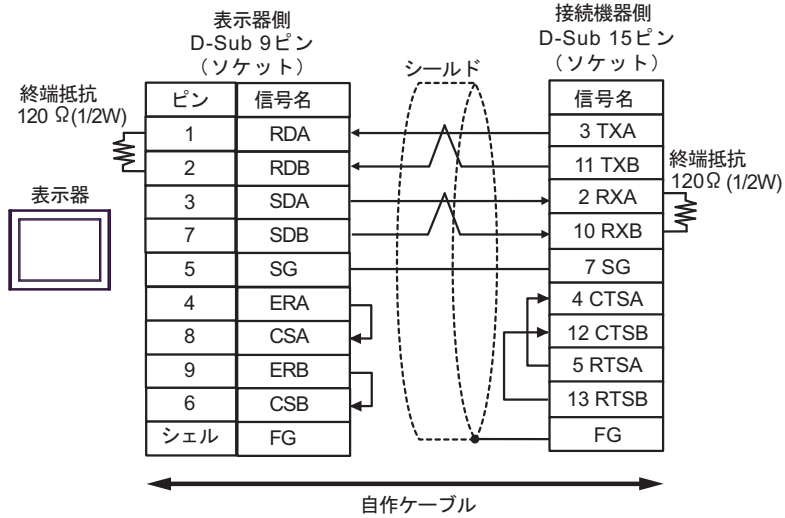 表示器側
D-Sub 9ピン
（ソケット）
接続機器側
D-Sub 15ピン
（ソケット）
シールド
終端抵抗
120 Ω(1/2W)
ピン 信号名 信号名
1 RDA 3 TXA
2 RDB 11 TXB
終端抵抗
120Ω (1/2W)
表示器
3 SDA 2 RXA
7 SDB 10 RXB
5 SG 7 SG
4 ERA 4 CTSA
8 CSA 12 CTSB
9 ERB 5 RTSA
6 CSB 13 RTSB
シェル FG FG
自作ケーブル